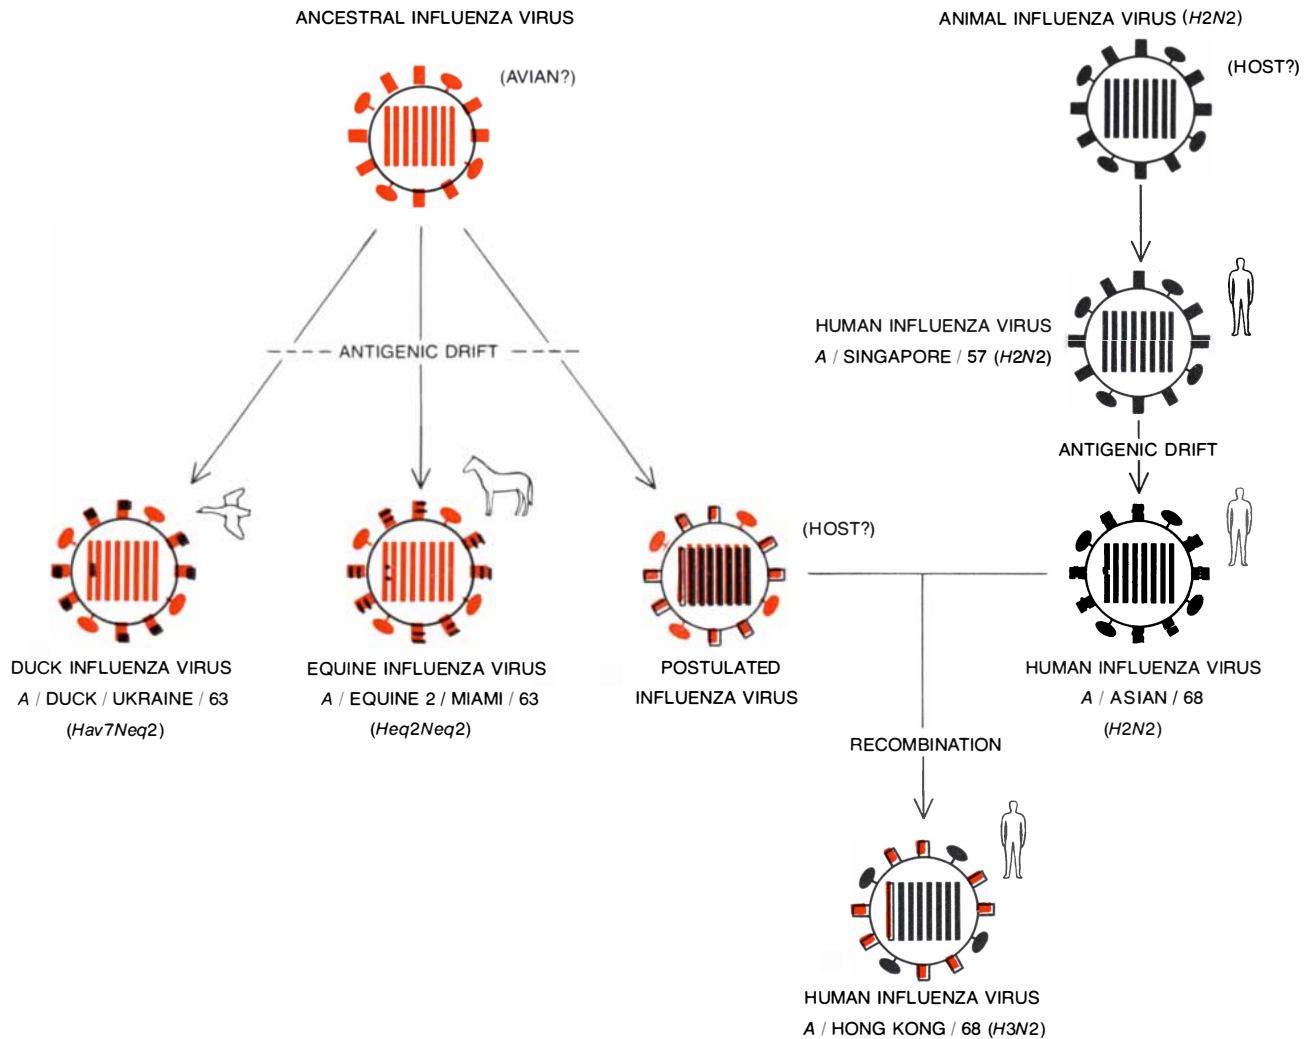 ANCESTRAL INFLUENZA VIRUS
(AVIAN?)
ANIMAL INFLUENZA VIRUS (H2N2)
(HOST?)
HUMAN INFLUENZA VIRUS
A / SINGAPORE / 57 (H2N2)
ANTIGENIC DRIFT
ANTIGENIC DRIFT
(HOST?)
DUCK INFLUENZA VIRUS
A / DUCK / UKRAINE / 63
(Hav7Neq2)
EQUINE INFLUENZA VIRUS
A / EQUINE 2 / MIAMI / 63
(Heq2Neq2)
POSTULATED
INFLUENZA VIRUS
HUMAN INFLUENZA VIRUS
A / ASIAN / 68
(H2N2)
RECOMBINATION
HUMAN INFLUENZA VIRUS
A / HONG KONG / 68 (H3N2)